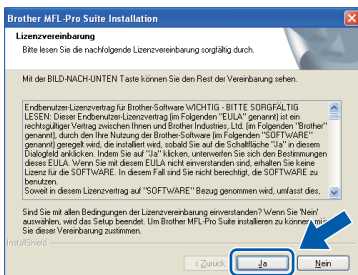 Brother MFL-Pro Suite Installation
Lizenzvereinbarung
Bitte lesen Sie die nachfolgende Lizenzvereinbarung sorgfältig durch.
Mit der BILD-NACH-UNTEN Taste können Sie den Rest der Vereinbarung sehen.
Endbenutzer-Lizenzvertrag für Brother-Software WICHTIG - BITTE SORGFÄLTIG
LESEN: Dieser Endbenutzer-Lizenzvertrag (im Folgenden "EULA" genannt) ist ein
rechtsgültiger Vertrag zwischen Ihnen und Brother Industries, Ltd. (im Folgenden "Brother"
genannt), durch den Ihre Nutzung der Brother-Software (im Folgenden "SOFTWARE"
genannt) geregelt wird, die installiert wird, sobald Sie auf die Schaltfläche "Ja" in diesem
Dialogfeld anklicken. Indem Sie auf "Ja" klicken, unterwerfen Sie sich den Bestimmungen
dieses EULA. Wenn Sie mit diesem EULA nicht einverstanden sind, erhalten Sie keine
Lizenz für die SOFTWARE. In diesem Fall sind Sie nicht berechtigt, die SOFTWARE zu
benutzen.
Soweit in diesem Lizenzvertrag auf "SOFTWARE" Bezug genommen wird, umfasst dies,
Sind Sie mit allen Bedingungen der Lizenzvereinbarung einverstanden? Wenn Sie 'Nein'
auswählen, wird das Setup beendet. Um Brother MFL-Pro Suite installieren zu können,
Sie dieser Vereinbarung zustimmen.
InstallShield
< Zurück
Ja
Nein